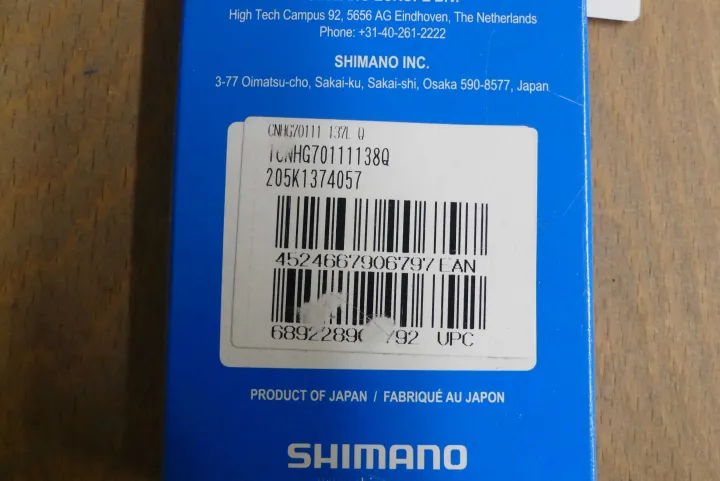 High Tech Campus 92, 5656 AG Eindhoven, The Netherlands
Phone: +31-40-261-2222
SHIMANO INC.
3-77 Oimatsu-cho, Sakai-ku, Sakai-shi, Osaka 590-8577, Japan
Q
ICNHG70111138Q
205K1374057
4524667906797 EAN
UPC
PRODUCT OF JAPAN / FABRIQUÉ AU JAPON
SHIMANO